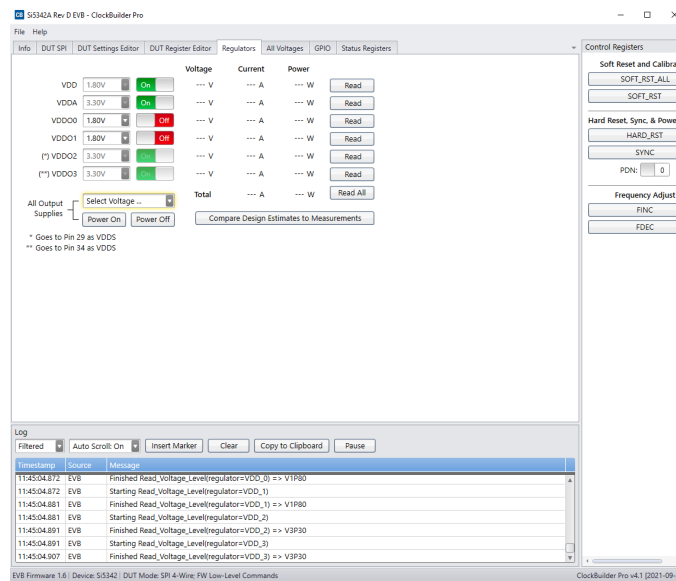 CB Si5342A Rev D EVB - ClockBuilder Pro
File Help
Info DUT SPI DUT Settings Editor DUT Register Editor Regulators All Voltages GPIO Status Registers
Voltage Current Power
VDD 1.80V On --- V --- A --- W Read
VDDA 3.30V On --- V --- A --- W Read
VDDO0 1.80V Off --- V --- A --- W Read
VDDO1 1.80V Off --- V --- A --- W Read
(*) VDDO2 3.30V On --- V --- A --- W Read
(**) VDDO3 3.30V On --- V --- A --- W Read
All Output Supplies Select Voltage ... Total --- A --- W Read All
Power On Power Off Compare Design Estimates to Measurements
* Goes to Pin 29 as VDDS
** Goes to Pin 34 as VDDS
Control Registers
Soft Reset and Calibra
SOFT_RST_ALL
SOFT_RST
Hard Reset, Sync, & Powe
HARD_RST
SYNC
PDN: 0
Frequency Adjust
FINC
FDEC
Log
Filtered Auto Scroll: On Insert Marker Clear Copy to Clipboard Pause
Timestamp Source Message
11:45:04.872 EVB Finished Read_Voltage_Level(regulator=VDD_0) => V1P80
11:45:04.872 EVB Starting Read_Voltage_Level(regulator=VDD_1)
11:45:04.881 EVB Finished Read_Voltage_Level(regulator=VDD_1) => V1P80
11:45:04.881 EVB Starting Read_Voltage_Level(regulator=VDD_2)
11:45:04.891 EVB Finished Read_Voltage_Level(regulator=VDD_2) => V3P30
11:45:04.891 EVB Starting Read_Voltage_Level(regulator=VDD_3)
11:45:04.907 EVB Finished Read_Voltage_Level(regulator=VDD_3) => V3P30
EVB Firmware 1.6 Device: Si5342 DUT Mode: SPI 4-Wire; FW Low-Level Commands ClockBuilder Pro v4.1 [2021-09-